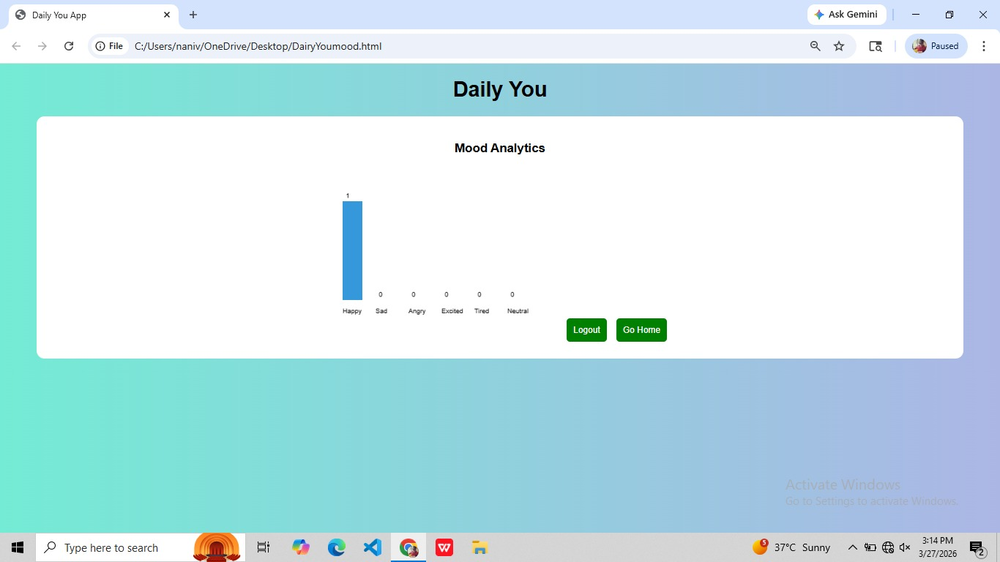 Daily You App
Ask Gemini
File
C:/Users/naniv/OneDrive/Desktop/DairyYoumood.html
Paused
Daily You
Mood Analytics
1
0 0 0 0 0
Happy Sad Angry Excited Tired Neutral
Logout Go Home
Activate Windows
Go to Settings to activate Windows.
Type here to search
W
5
37°C Sunny
3:14 PM
3/27/2026
2